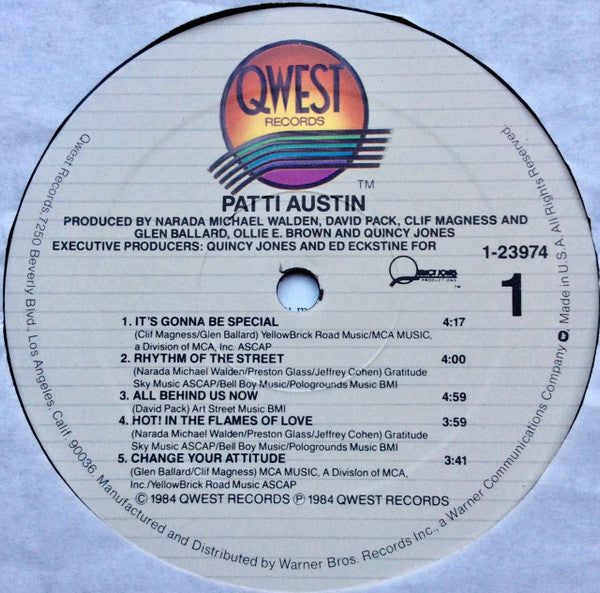 QWEST
RECORDS
TM
PATTI AUSTIN
PRODUCED BY NARADA MICHAEL WALDEN, DAVID PACK, CLIF MAGNESS AND
GLEN BALLARD, OLLIE E. BROWN AND QUINCY JONES
EXECUTIVE PRODUCERS: QUINCY JONES AND ED ECKSTINE FOR
QUINCY JONES
PRODUCTIONS
TM
1-23974
1
1. IT'S GONNA BE SPECIAL 4:17
(Clif Magness/Glen Ballard) YellowBrick Road Music/MCA MUSIC,
a Division of MCA, Inc. ASCAP
2. RHYTHM OF THE STREET 4:00
(Narada Michael Walden/Preston Glass/Jeffrey Cohen) Gratitude
Sky Music ASCAP/Bell Boy Music/Pologrounds Music BMI
3. ALL BEHIND US NOW 4:59
(David Pack) Art Street Music BMI
4. HOT! IN THE FLAMES OF LOVE 3:59
(Narada Michael Walden/Preston Glass/Jeffrey Cohen) Gratitude
Sky Music ASCAP/Bell Boy Music/Pologrounds Music BMI
5. CHANGE YOUR ATTITUDE 3:41
(Glen Ballard/Clif Magness) MCA MUSIC, A Division of MCA,
Inc./YellowBrick Road Music ASCAP
© 1984 QWEST RECORDS ℗ 1984 QWEST RECORDS
Qwest Records/7250 Beverly Blvd., Los Angeles, Calif. 90036, Manufactured and Distributed by Warner Bros. Records Inc., a Warner Communications Company Made in U.S.A. All Rights Reserved.